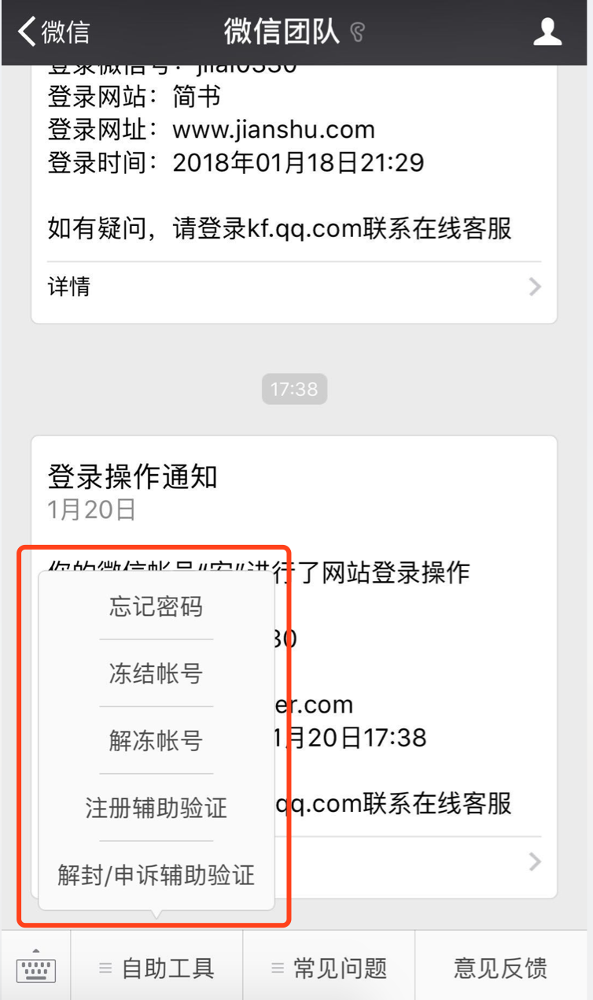 微信
微信团队
登录微信号：jiai0330
登录网站：简书
登录网址：www.jianshu.com
登录时间：2018年01月18日21:29
如有疑问，请登录kf.qq.com联系在线客服
详情
17:38
登录操作通知
1月20日
你的微信帐号“安”进行了网站登录操作
30
er.com
1月20日17:38
qq.com联系在线客服
忘记密码
冻结帐号
解冻帐号
注册辅助验证
解封/申诉辅助验证
自助工具
常见问题
意见反馈